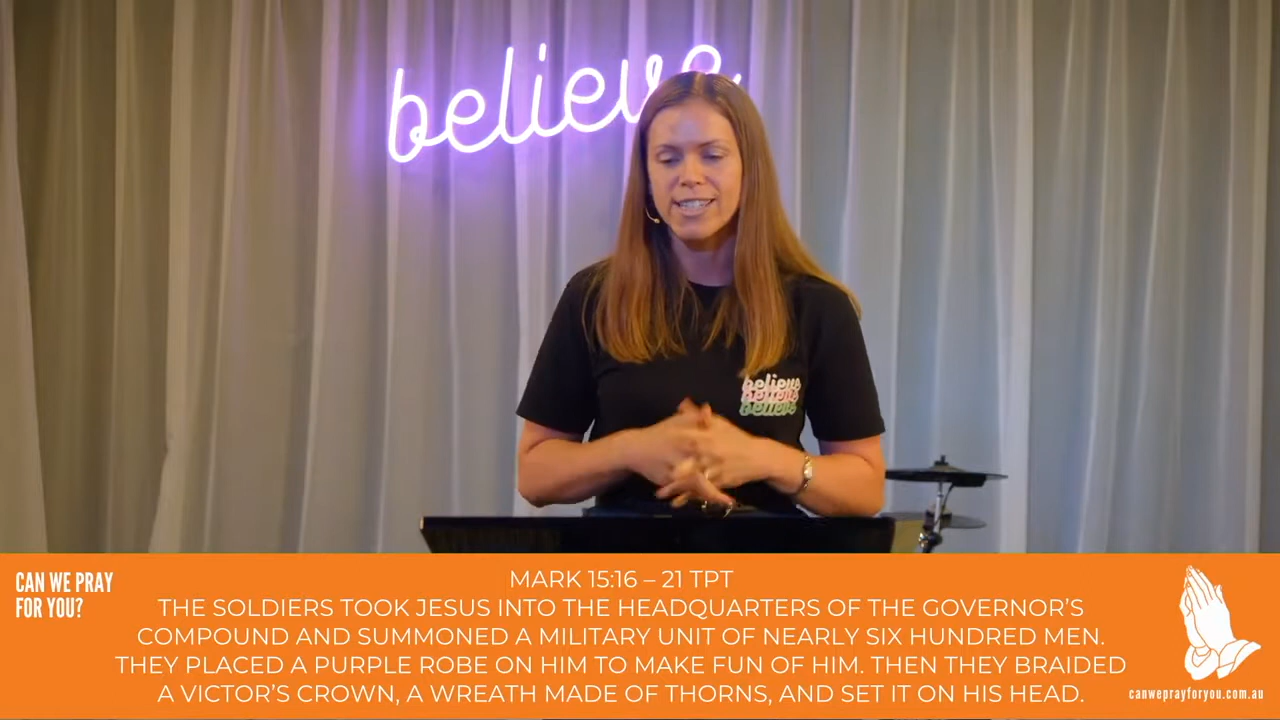 believe
believe
believe
believe
CAN WE PRAY
FOR YOU?
MARK 15:16 – 21 TPT
THE SOLDIERS TOOK JESUS INTO THE HEADQUARTERS OF THE GOVERNOR'S
COMPOUND AND SUMMONED A MILITARY UNIT OF NEARLY SIX HUNDRED MEN.
THEY PLACED A PURPLE ROBE ON HIM TO MAKE FUN OF HIM. THEN THEY BRAIDED
A VICTOR'S CROWN, A WREATH MADE OF THORNS, AND SET IT ON HIS HEAD.
canweprayforyou.com.au